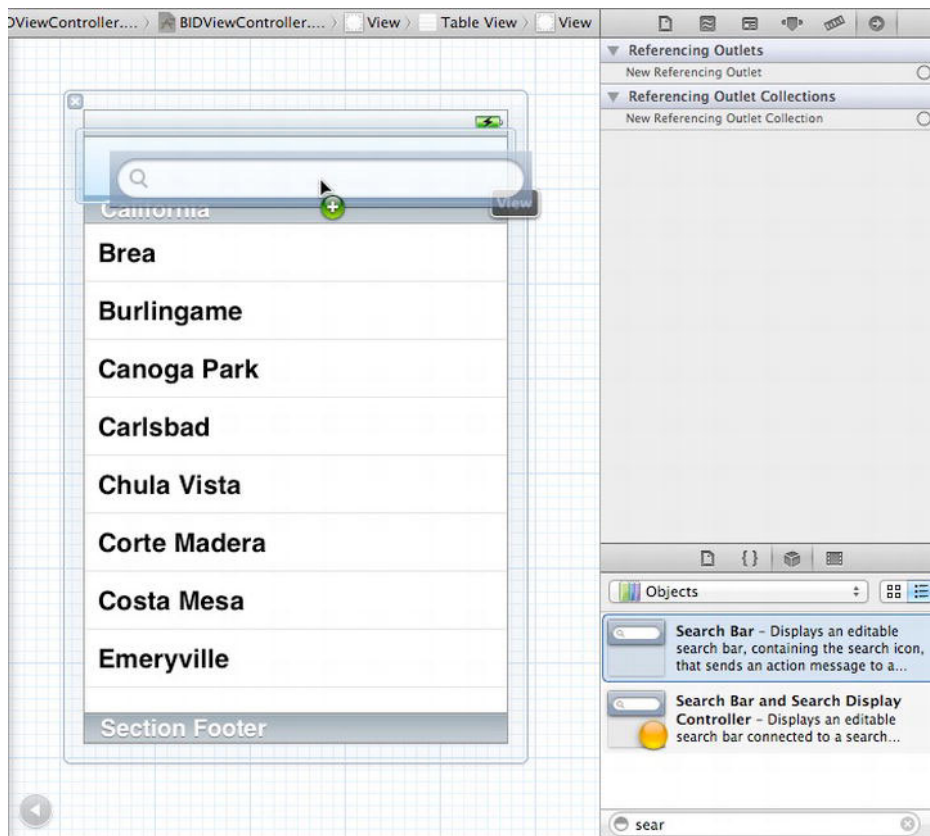 DViewController.... BIDViewController.... View Table View View
Referencing Outlets
New Referencing Outlet
Referencing Outlet Collections
New Referencing Outlet Collection
View
California
Brea
Burlingame
Canoga Park
Carlsbad
Chula Vista
Corte Madera
Costa Mesa
Emeryville
Section Footer
{}
Objects
Search Bar – Displays an editable
search bar, containing the search icon,
that sends an action message to a...
Search Bar and Search Display
Controller – Displays an editable
search bar connected to a search...
sear